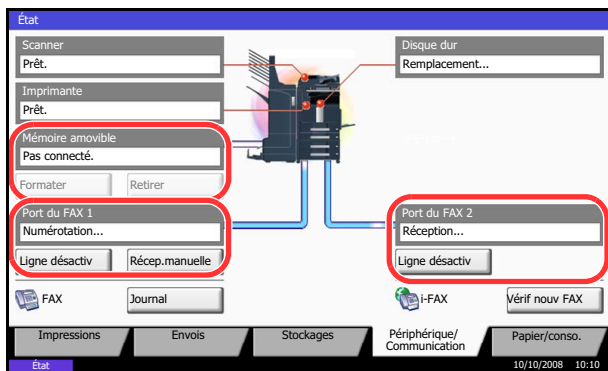 État
Scanner
Prêt.
Disque dur
Remplacement...
Imprimante
Prêt.
Mémoire amovible
Pas connecté.
Formater
Retirer
Port du FAX 1
Numérotation...
Port du FAX 2
Réception...
Ligne désactiv
Récep.manuelle
Ligne désactiv
FAX
Journal
i-FAX
Vérif nouv FAX
Impressions
Envois
Stockages
Périphérique/
Communication
Papier/conso.
État
10/10/2008 10:10